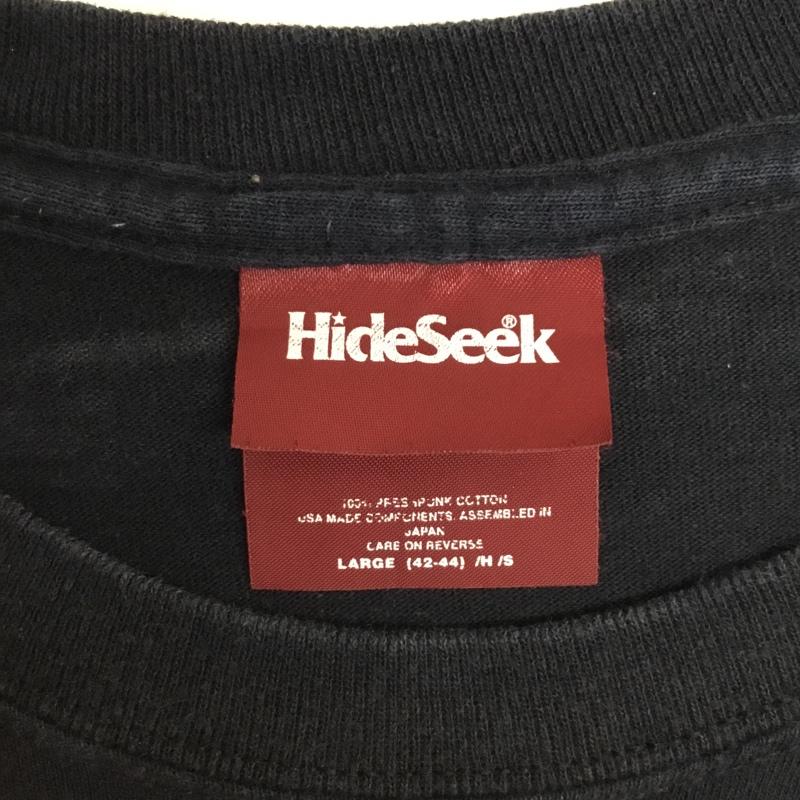 HideSeek®
100% PRESHRUNK COTTON
USA MADE COMPONENTS. ASSEMBLED IN
JAPAN
CARE ON REVERSE
LARGE (42-44) /H /S